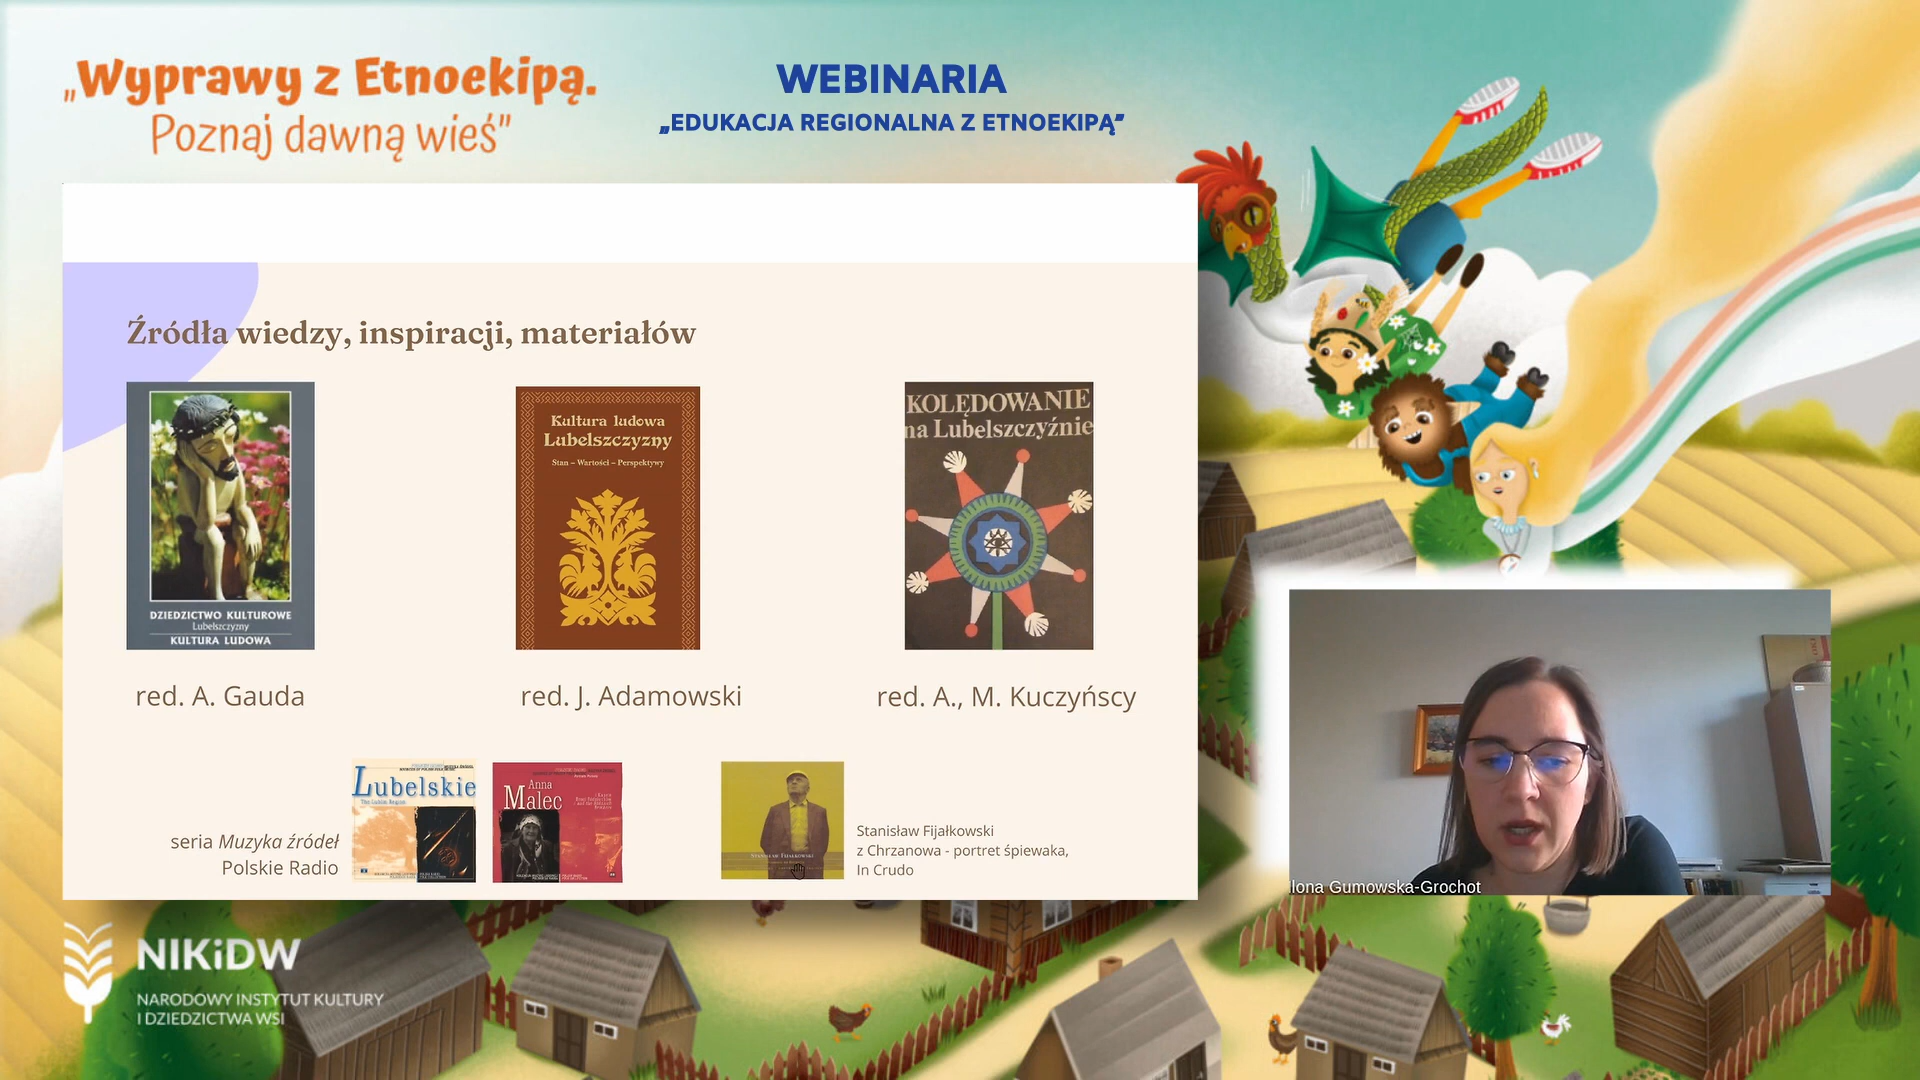 „Wyprawy z Etnoekipą.
Poznaj dawną wieś”
WEBINARIA
„EDUKACJA REGIONALNA Z ETNOEKIPĄ”
Źródła wiedzy, inspiracji, materiałów
DZIEDZICTWO KULTUROWE
Lubelszczyzny
KULTURA LUDOWA
Kultura ludowa
Lubelszczyzny
Stan – Wartości – Perspektywy
KOLĘDOWANIE
na Lubelszczyźnie
red. A. Gauda
red. J. Adamowski
red. A., M. Kuczyńscy
seria Muzyka źródeł
Polskie Radio
Lubelskie
The Lublin Region
Anna
Malec
STANISŁAW FIJAŁKOWSKI
Stanisław Fijałkowski
z Chrzanowa - portret śpiewaka,
In Crudo
Ilona Gumowska-Grochot
NIKiDW
NARODOWY INSTYTUT KULTURY
I DZIEDZICTWA WSI